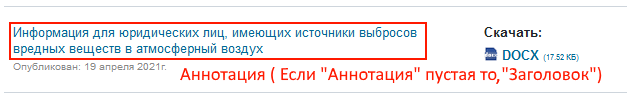 Информация для юридических лиц, имеющих источники выбросов
вредных веществ в атмосферный воздух
Опубликован: 19 апреля 2021г.
Скачать:
docx DOCX (17.52 КБ)
Аннотация ( Если "Аннотация" пустая то,"Заголовок")